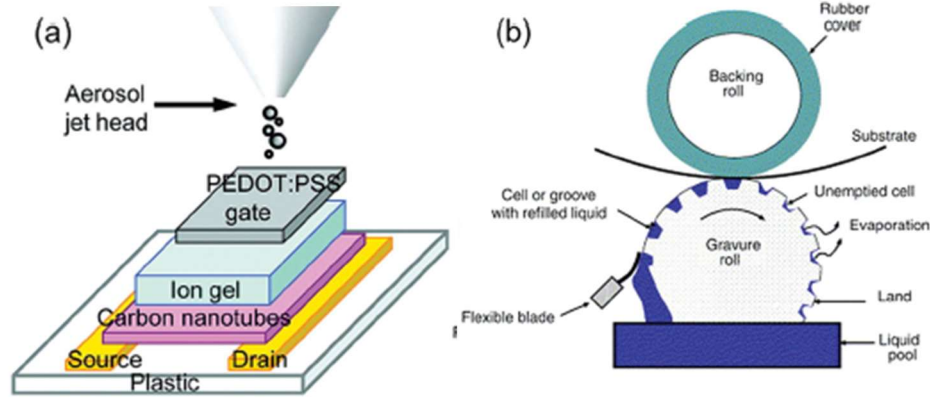 (a)
Aerosol
jet head
PEDOT:PSS
gate
Ion gel
Carbon nanotubes
Source
Drain
Plastic
(b)
Rubber
cover
Backing
roll
Substrate
Cell or groove
with refilled liquid
Unemptied cell
Evaporation
Gravure
roll
Land
Flexible blade
Liquid
pool